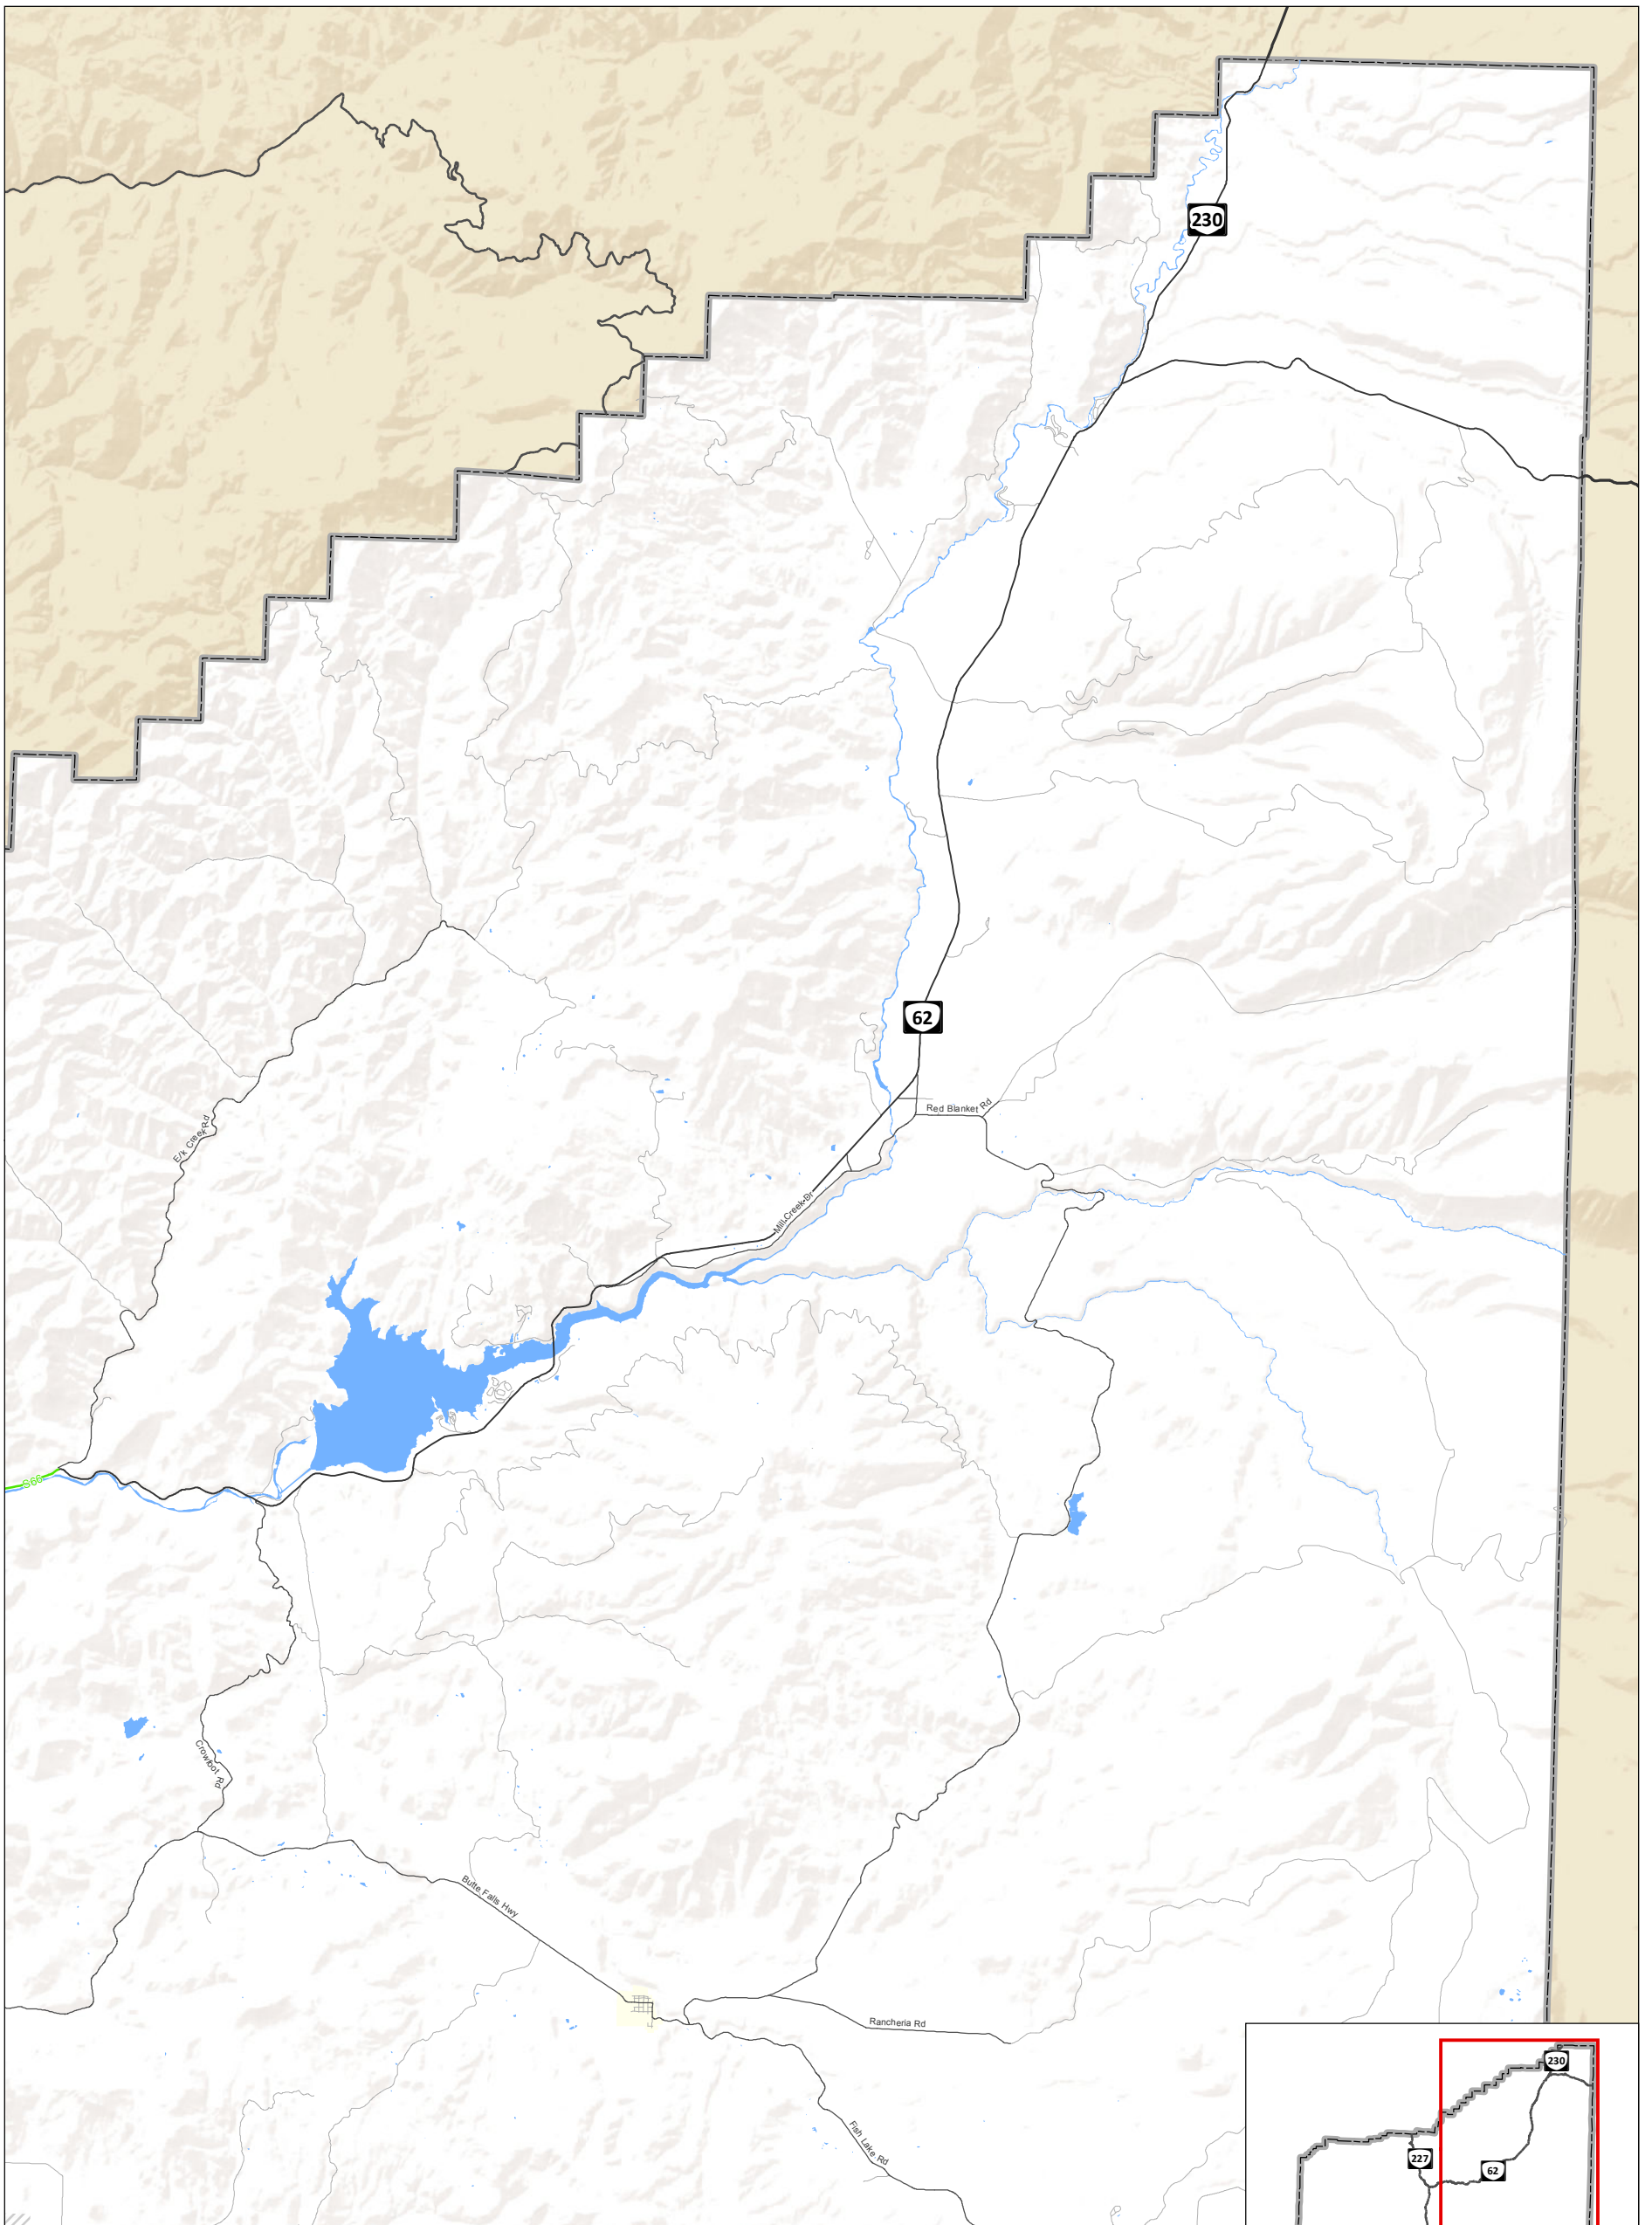 230
62
Red Blanket Rd
Elk Creek Rd
Mill Creek Dr
S66
Crowfoot Rd
Butte Falls Hwy
Rancheria Rd
Fish Lake Rd
230
227
62